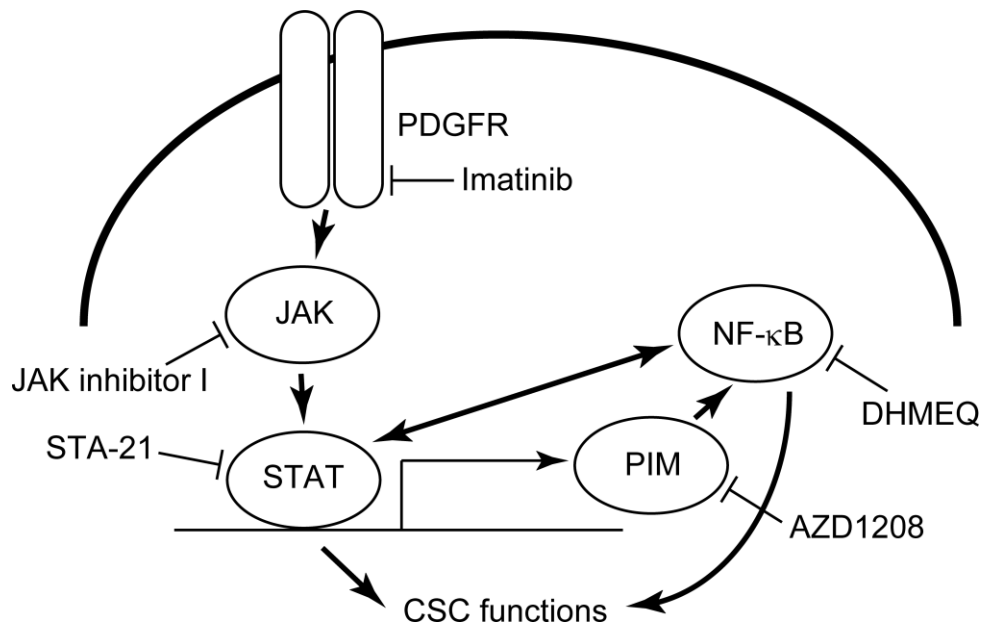 PDGFR
Imatinib
JAK
NF-κB
JAK inhibitor I
DHMEQ
STA-21
STAT
PIM
AZD1208
CSC functions